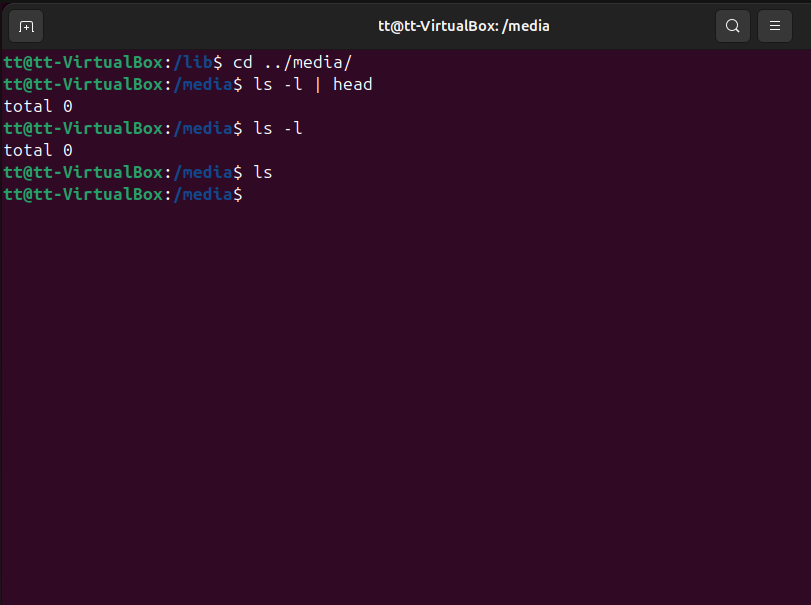 tt@tt-VirtualBox: /media
tt@tt-VirtualBox:/lib$ cd ../media/
tt@tt-VirtualBox:/media$ ls -l | head
total 0
tt@tt-VirtualBox:/media$ ls -l
total 0
tt@tt-VirtualBox:/media$ ls
tt@tt-VirtualBox:/media$